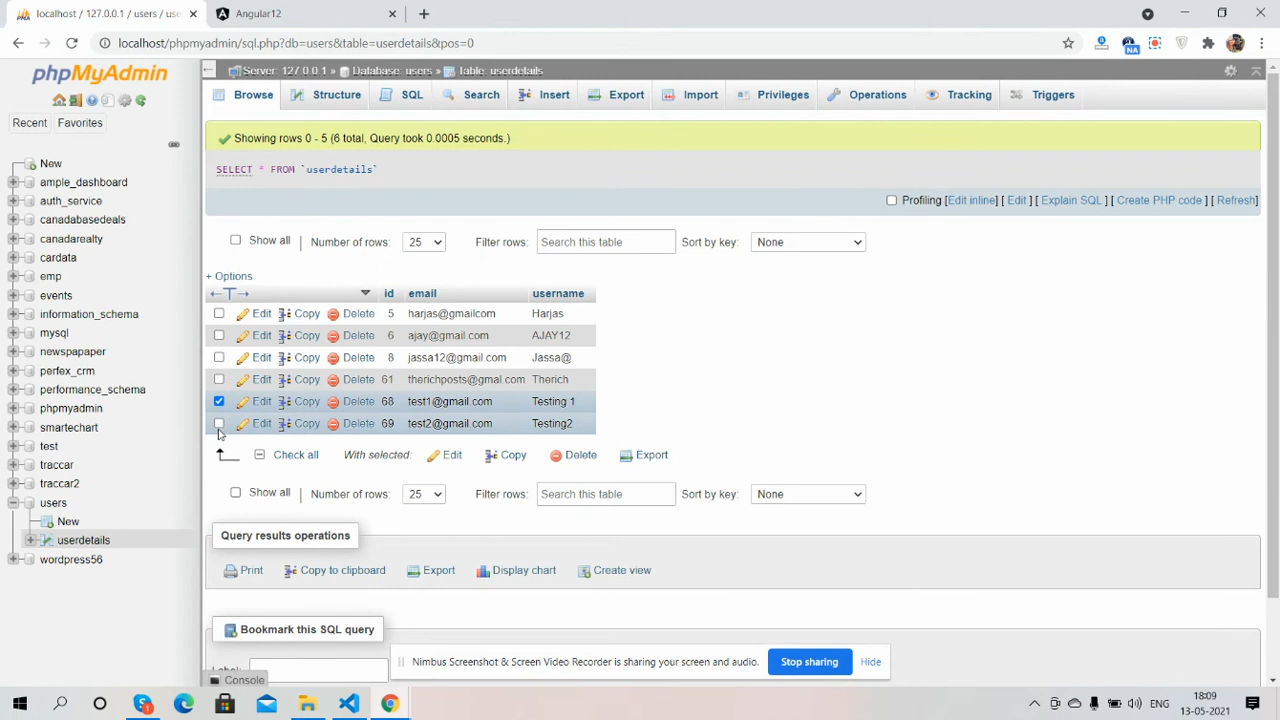 localhost / 127.0.0.1 / users / use
Angular12
localhost/phpmyadmin/sql.php?db=users&table=userdetails&pos=0
NA
phpMyAdmin
Recent
Favorites
New
ample_dashboard
auth_service
canadabasedeals
canadarealty
cardata
emp
events
information_schema
mysql
newspapaper
perfex_crm
performance_schema
phpmyadmin
smartechart
test
traccar
traccar2
users
New
userdetails
wordpress56
Server: 127.0.0.1 » Database: users » Table: userdetails
Browse Structure SQL Search Insert Export Import Privileges Operations Tracking Triggers
Showing rows 0 - 5 (6 total, Query took 0.0005 seconds.)
SELECT * FROM `userdetails`
Profiling [Edit inline] [ Edit ] [ Explain SQL ] [ Create PHP code ] [ Refresh]
Show all | Number of rows: 25 Filter rows: Search this table Sort by key: None
+ Options
id email username
Edit Copy Delete 5 harjas@gmailcom Harjas
Edit Copy Delete 6 ajay@gmail.com AJAY12
Edit Copy Delete 8 jassa12@gmail.com Jassa@
Edit Copy Delete 61 therichposts@gmal.com Therich
Edit Copy Delete 68 test1@gmail.com Testing 1
Edit Copy Delete 69 test2@gmail.com Testing2
Check all With selected: Edit Copy Delete Export
Show all | Number of rows: 25 Filter rows: Search this table Sort by key: None
Query results operations
Print Copy to clipboard Export Display chart Create view
Bookmark this SQL query
Label:
Console
Nimbus Screenshot & Screen Video Recorder is sharing your screen and audio. Stop sharing Hide
1
ENG
18:09
13-05-2021